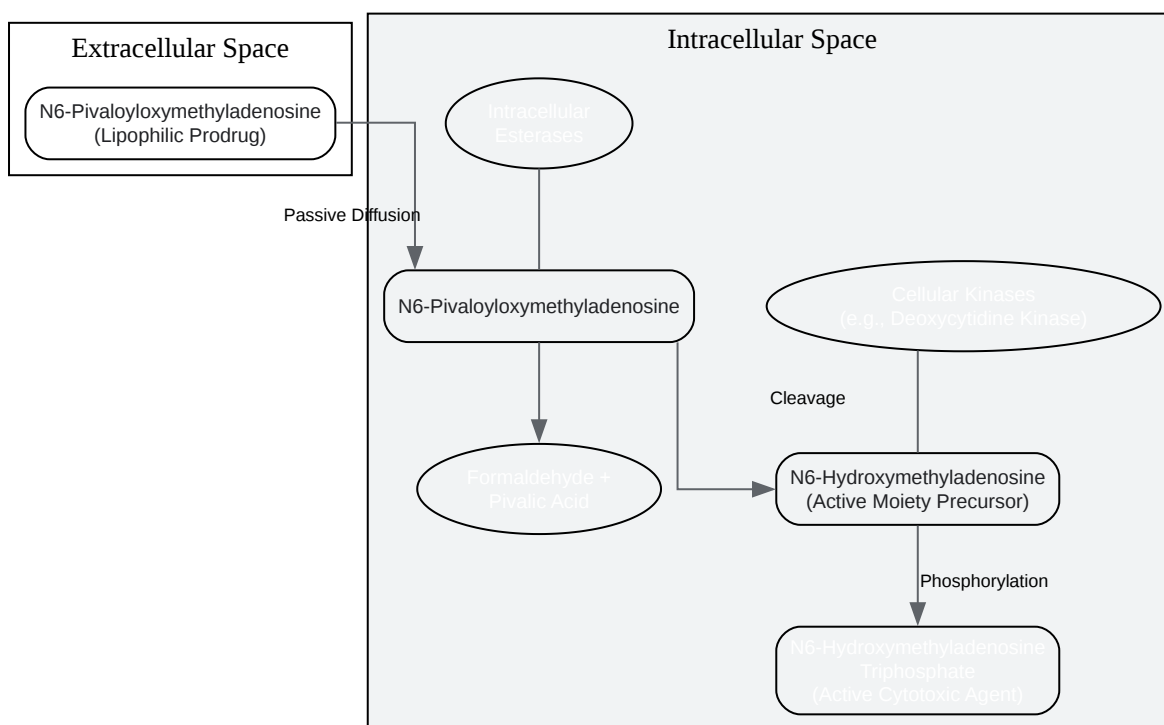 Extracellular Space
N6-Pivaloyloxymethyladenosine
(Lipophilic Prodrug)
Intracellular Space
Intracellular
Esterases
Passive Diffusion
N6-Pivaloyloxymethyladenosine
Cellular Kinases
(e.g., Deoxycytidine Kinase)
Cleavage
Formaldehyde +
Pivalic Acid
N6-Hydroxymethyladenosine
(Active Moiety Precursor)
Phosphorylation
N6-Hydroxymethyladenosine
Triphosphate
(Active Cytotoxic Agent)